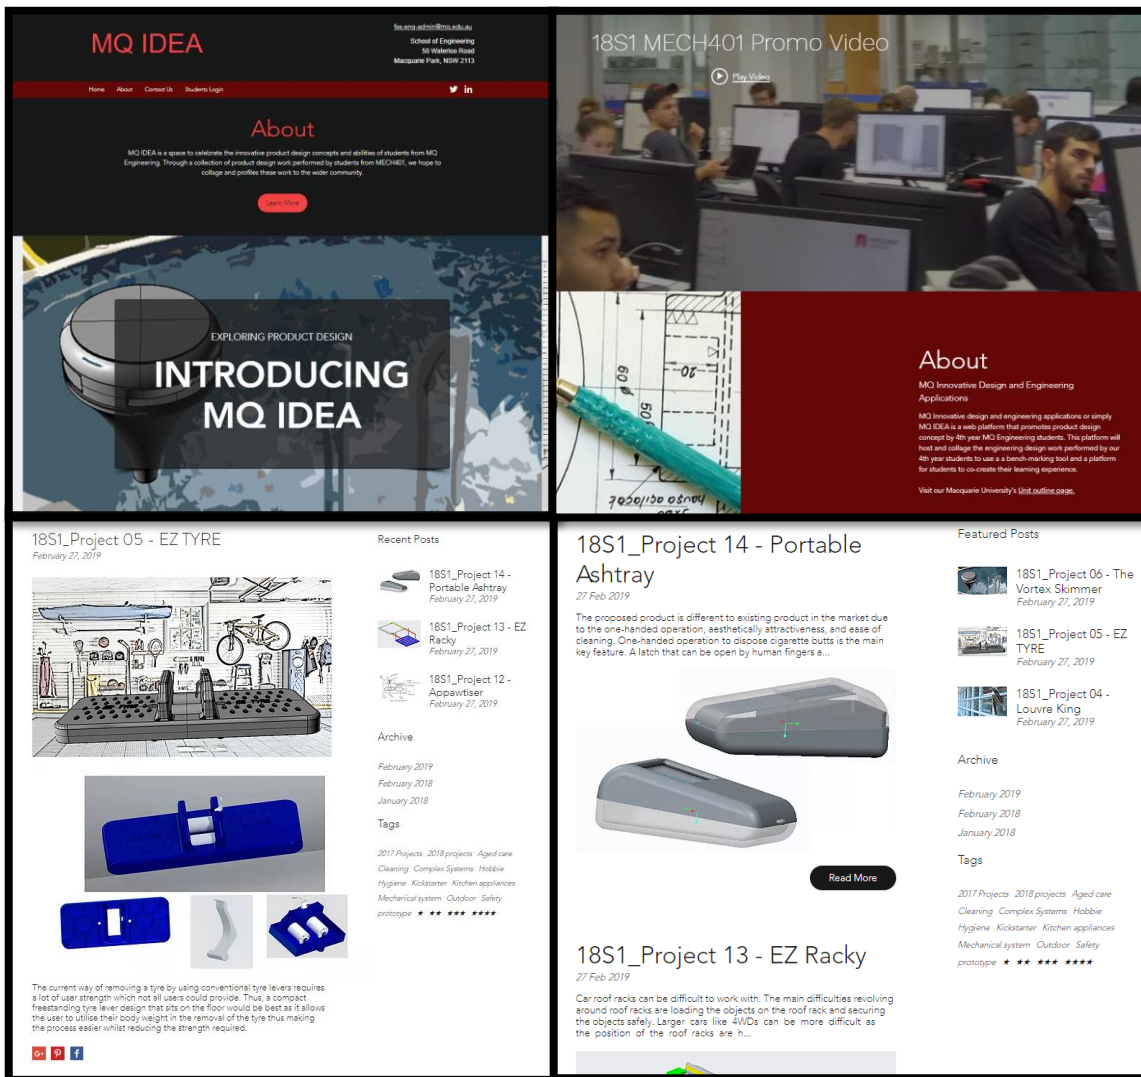 MQ IDEA
fse.eng-admin@mq.edu.au
School of Engineering
50 Waterloo Road
Macquarie Park, NSW 2113
Home About Contact Us Students Login
About
MQ IDEA is a space to celebrate the innovative product design concepts and abilities of students from MQ
Engineering. Through a collection of product design work performed by students from MECH401, we hope to
collage and profiles these work to the wider community.
Learn More
EXPLORING PRODUCT DESIGN
INTRODUCING
MQ IDEA
18S1 MECH401 Promo Video
Play Video
60 Ø
50
20
About
MQ Innovative Design and Engineering
Applications
MQ Innovative design and engineering applications or simply
MQ IDEA is a web platform that promotes product design
concept by 4th year MQ Engineering students. This platform will
host and collage the engineering design work performed by our
4th year students to use a a bench-marking tool and a platform
for students to co-create their learning experience.
Visit our Macquarie University's Unit outline page.
18S1_Project 05 - EZ TYRE
February 27, 2019
The current way of removing a tyre by using conventional tyre levers requires
a lot of user strength which not all users could provide. Thus, a compact
freestanding tyre lever design that sits on the floor would be best as it allows
the user to utilise their body weight in the removal of the tyre thus making
the process easier whilst reducing the strength required.
Recent Posts
18S1_Project 14 -
Portable Ashtray
February 27, 2019
18S1_Project 13 - EZ
Racky
February 27, 2019
18S1_Project 12 -
Appawtiser
February 27, 2019
Archive
February 2019
February 2018
January 2018
Tags
2017 Projects 2018 projects Aged care
Cleaning Complex Systems Hobbie
Hygiene Kickstarter Kitchen appliances
Mechanical system Outdoor Safety
prototype ★ ★★ ★★★ ★★★★
18S1_Project 14 - Portable
Ashtray
27 Feb 2019
The proposed product is different to existing product in the market due
to the one-handed operation, aesthetically attractiveness, and ease of
cleaning. One-handed operation to dispose cigarette butts is the main
key feature. A latch that can be open by human fingers a...
Read More
18S1_Project 13 - EZ Racky
27 Feb 2019
Car roof racks can be difficult to work with. The main difficulties revolving
around roof racks are loading the objects on the roof rack and securing
the objects safely. Larger cars like 4WDs can be more difficult as
the position of the roof racks are h...
Featured Posts
18S1_Project 06 - The
Vortex Skimmer
February 27, 2019
18S1_Project 05 - EZ
TYRE
February 27, 2019
18S1_Project 04 -
Louvre King
February 27, 2019
Archive
February 2019
February 2018
January 2018
Tags
2017 Projects 2018 projects Aged care
Cleaning Complex Systems Hobbie
Hygiene Kickstarter Kitchen appliances
Mechanical system Outdoor Safety
prototype ★ ★★ ★★★ ★★★★